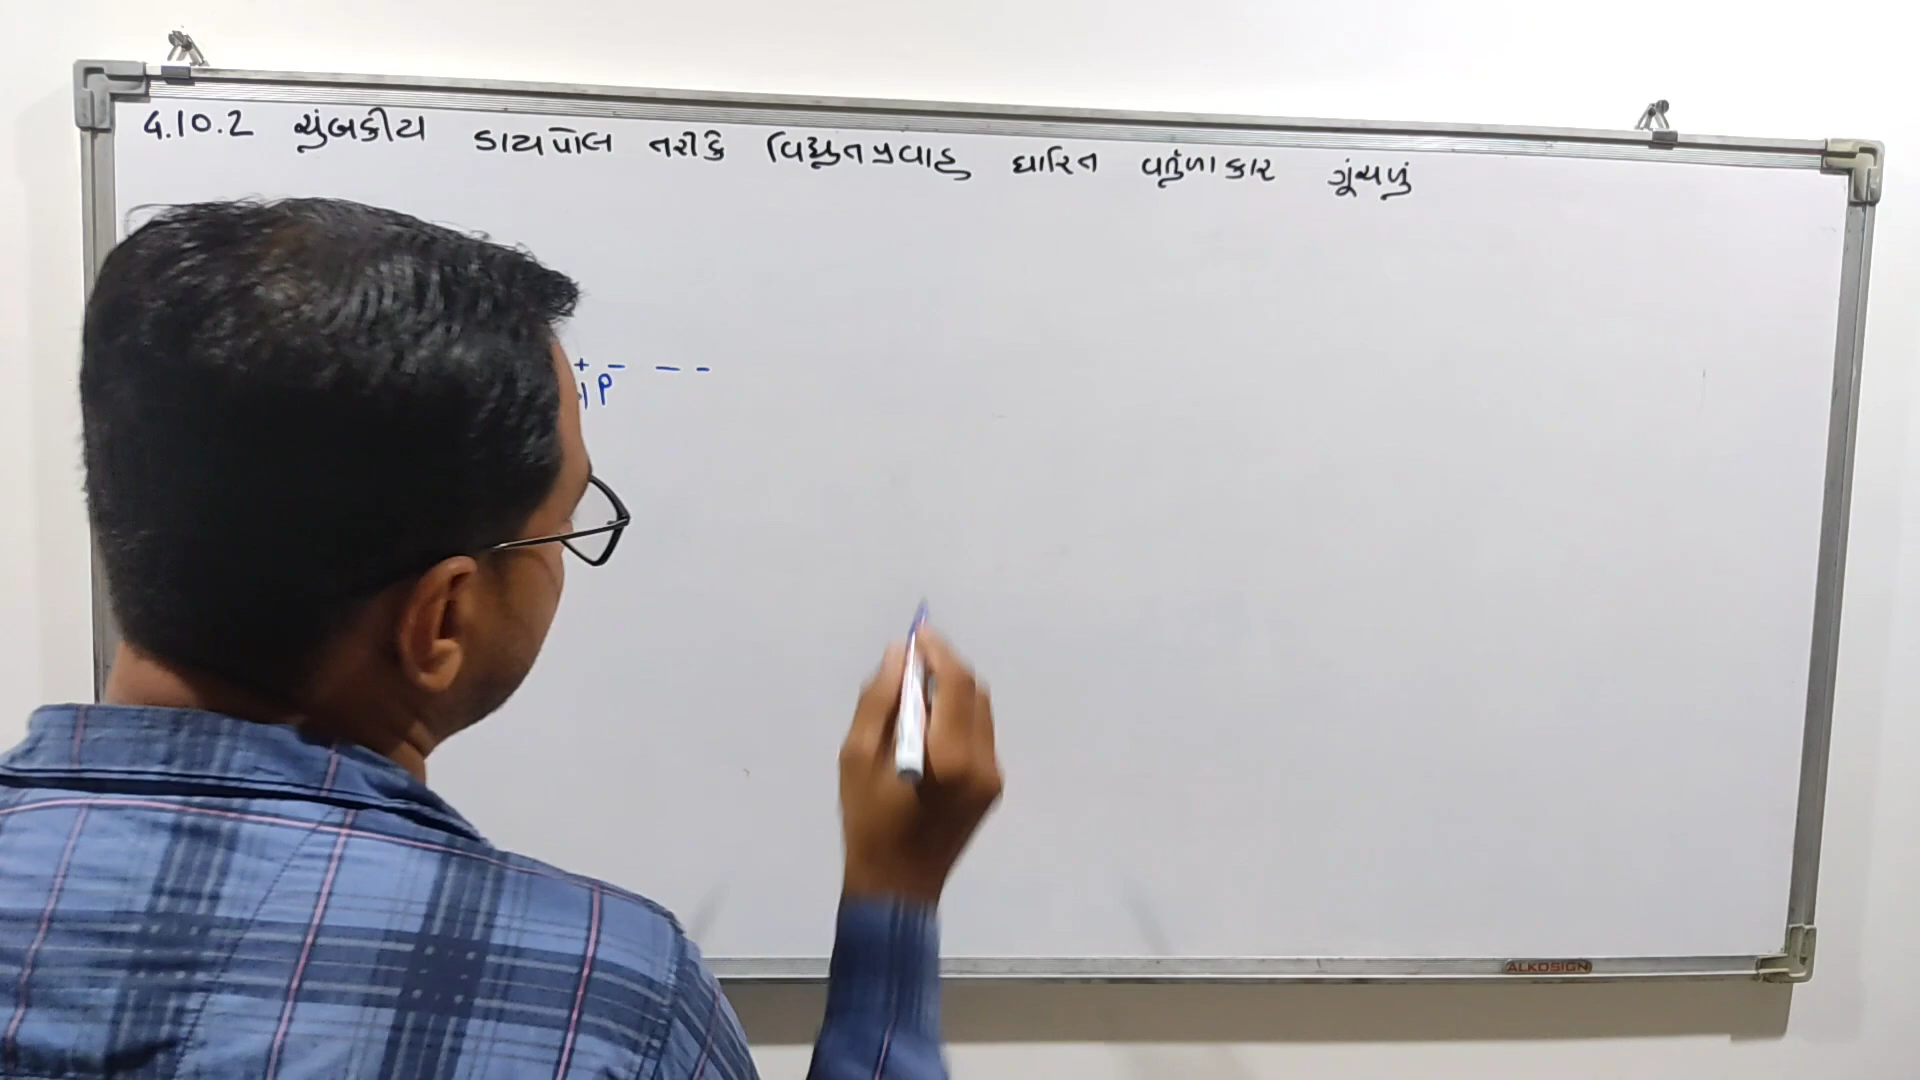 4.10.2 ચુંબકીય ડાયપોલ તરીકે વિદ્યુતપ્રવાહ ધારિત વર્તુળાકાર ગૂંચળું
+ - - -
P
ALKOSIGN